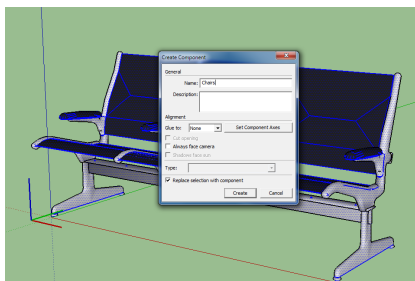 Create Component
General
Name: Chairs
Description:
Alignment
Glue to: None Set Component Axes
Cut opening
Always face camera
Shadows face sun
Type:
Replace selection with component
Create Cancel